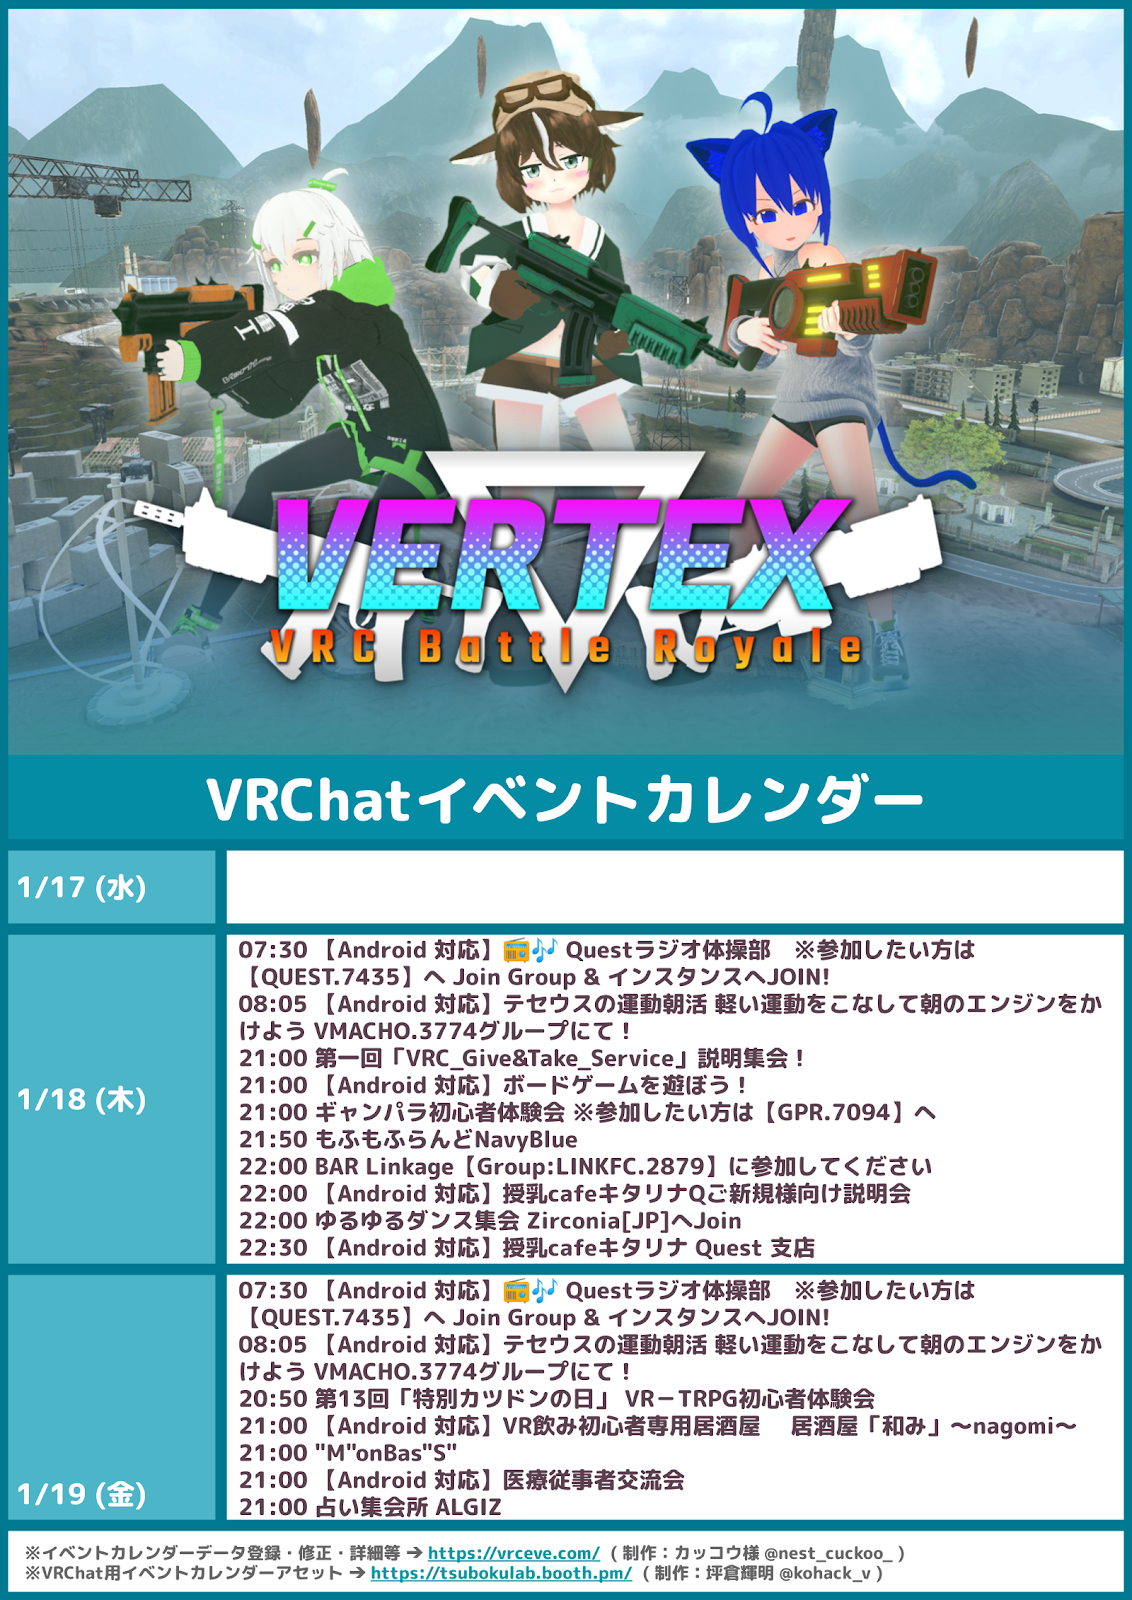 VERTEX
VRC Battle Royale
VRChatイベントカレンダー
1/17 (水)
1/18 (木)
07:30 【Android 対応】📻🎶 Questラジオ体操部　※参加したい方は
【QUEST.7435】へ Join Group & インスタンスへJOIN!
08:05 【Android 対応】テセウスの運動朝活 軽い運動をこなして朝のエンジンをか
けよう VMACHO.3774グループにて！
21:00 第一回「VRC_Give&Take_Service」説明集会！
21:00 【Android 対応】ボードゲームを遊ぼう！
21:00 ギャンパラ初心者体験会 ※参加したい方は【GPR.7094】へ
21:50 もふもふらんどNavyBlue
22:00 BAR Linkage【Group:LINKFC.2879】に参加してください
22:00 【Android 対応】授乳cafeキタリナQご新規様向け説明会
22:00 ゆるゆるダンス集会 Zirconia[JP]へJoin
22:30 【Android 対応】授乳cafeキタリナ Quest 支店
1/19 (金)
07:30 【Android 対応】📻🎶 Questラジオ体操部　※参加したい方は
【QUEST.7435】へ Join Group & インスタンスへJOIN!
08:05 【Android 対応】テセウスの運動朝活 軽い運動をこなして朝のエンジンをか
けよう VMACHO.3774グループにて！
20:50 第13回「特別カツドンの日」 VR－TRPG初心者体験会
21:00 【Android 対応】VR飲み初心者専用居酒屋　 居酒屋「和み」～nagomi～
21:00 "M"onBas"S"
21:00 【Android 対応】医療従事者交流会
21:00 占い集会所 ALGIZ
※イベントカレンダーデータ登録・修正・詳細等 ➔ https://vrceve.com/ （制作：カッコウ様 @nest_cuckoo_ ）
※VRChat用イベントカレンダーアセット ➔ https://tsubokulab.booth.pm/ （制作：坪倉輝明 @kohack_v ）